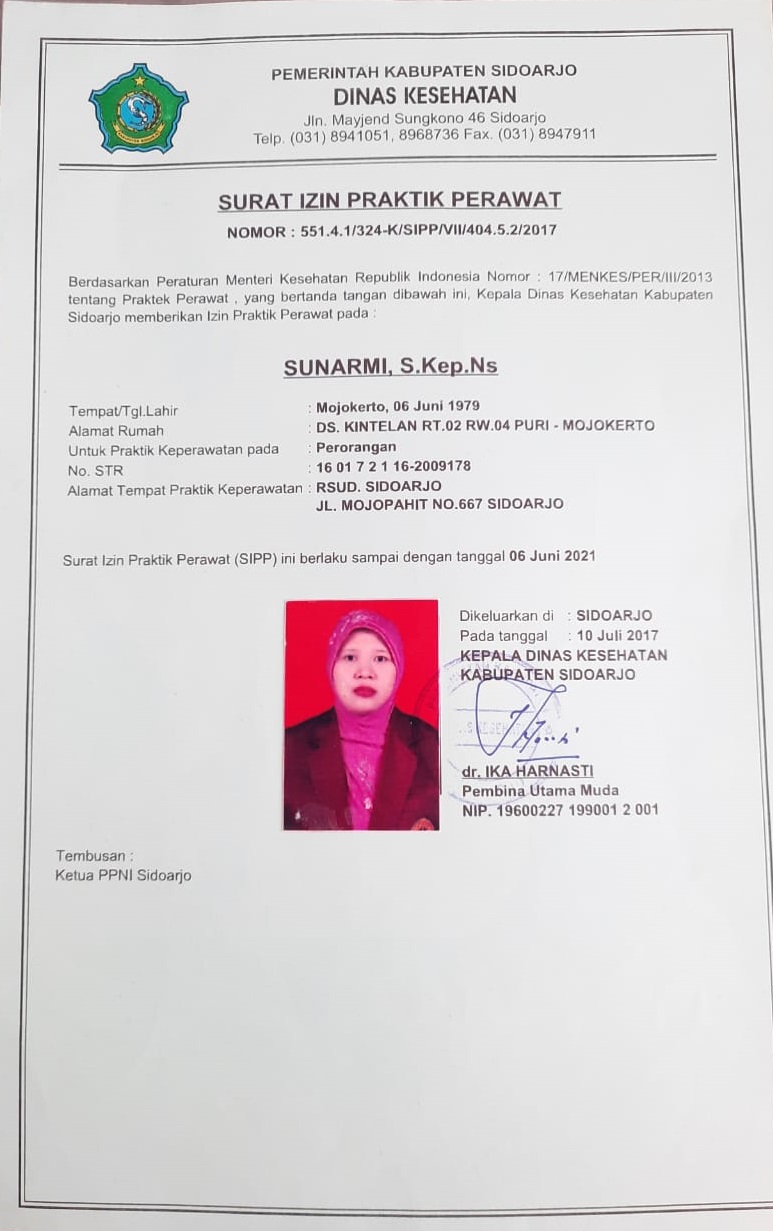 PEMERINTAH KABUPATEN SIDOARJO
DINAS KESEHATAN
Jln. Mayjend Sungkono 46 Sidoarjo
Telp. (031) 8941051, 8968736 Fax. (031) 8947911
SURAT IZIN PRAKTIK PERAWAT
NOMOR : 551.4.1/324-K/SIPP/VII/404.5.2/2017
Berdasarkan Peraturan Menteri Kesehatan Republik Indonesia Nomor : 17/MENKES/PER/III/2013
tentang Praktek Perawat , yang bertanda tangan dibawah ini, Kepala Dinas Kesehatan Kabupaten
Sidoarjo memberikan Izin Praktik Perawat pada :
SUNARMI, S.Kep.Ns
Tempat/Tgl.Lahir : Mojokerto, 06 Juni 1979
Alamat Rumah : DS. KINTELAN RT.02 RW.04 PURI - MOJOKERTO
Untuk Praktik Keperawatan pada : Perorangan
No. STR : 16 01 7 2 1 16-2009178
Alamat Tempat Praktik Keperawatan : RSUD. SIDOARJO
JL. MOJOPAHIT NO.667 SIDOARJO
Surat Izin Praktik Perawat (SIPP) ini berlaku sampai dengan tanggal 06 Juni 2021
Dikeluarkan di : SIDOARJO
Pada tanggal : 10 Juli 2017
KEPALA DINAS KESEHATAN
KABUPATEN SIDOARJO
dr. IKA HARNASTI
Pembina Utama Muda
NIP. 19600227 199001 2 001
Tembusan :
Ketua PPNI Sidoarjo